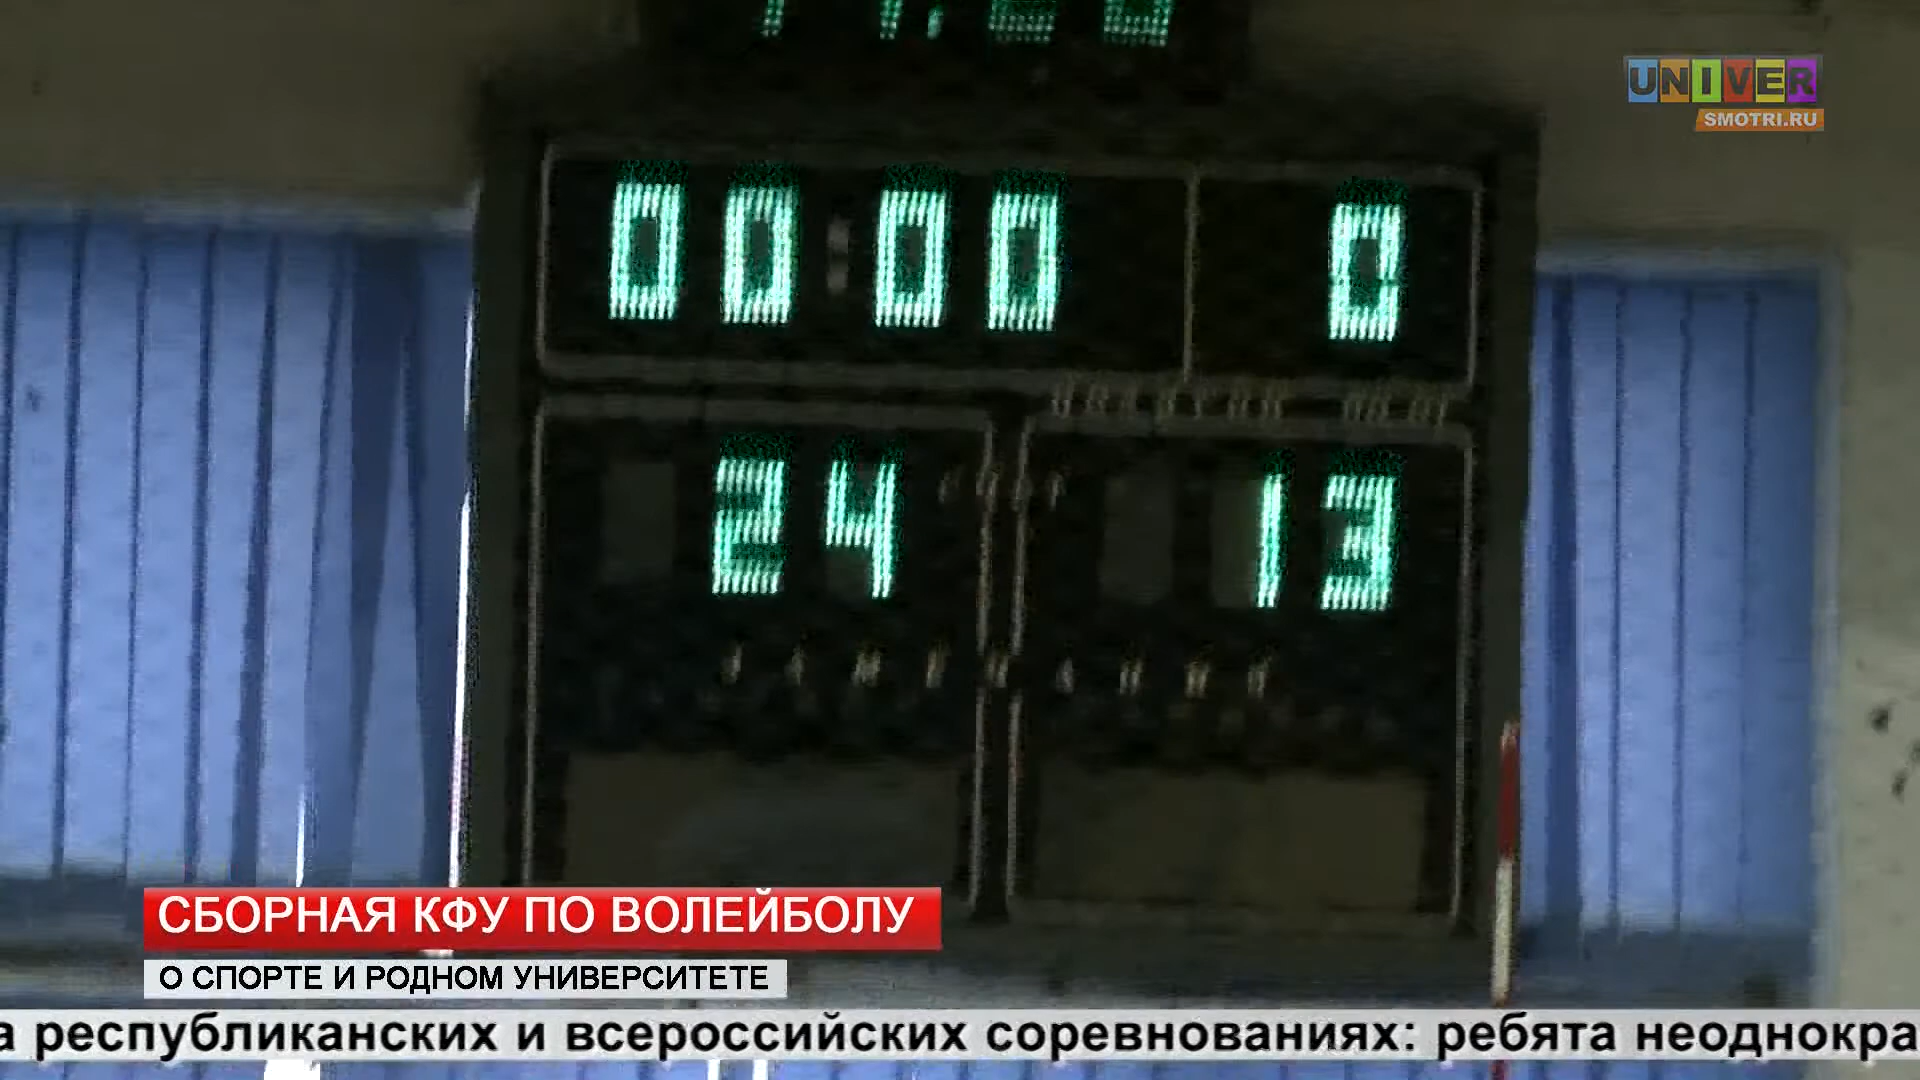 UNIVER
SMOTRI.RU
00:00 0
24 13
СБОРНАЯ КФУ ПО ВОЛЕЙБОЛУ
О СПОРТЕ И РОДНОМ УНИВЕРСИТЕТЕ
а республиканских и всероссийских соревнованиях: ребята неоднокра